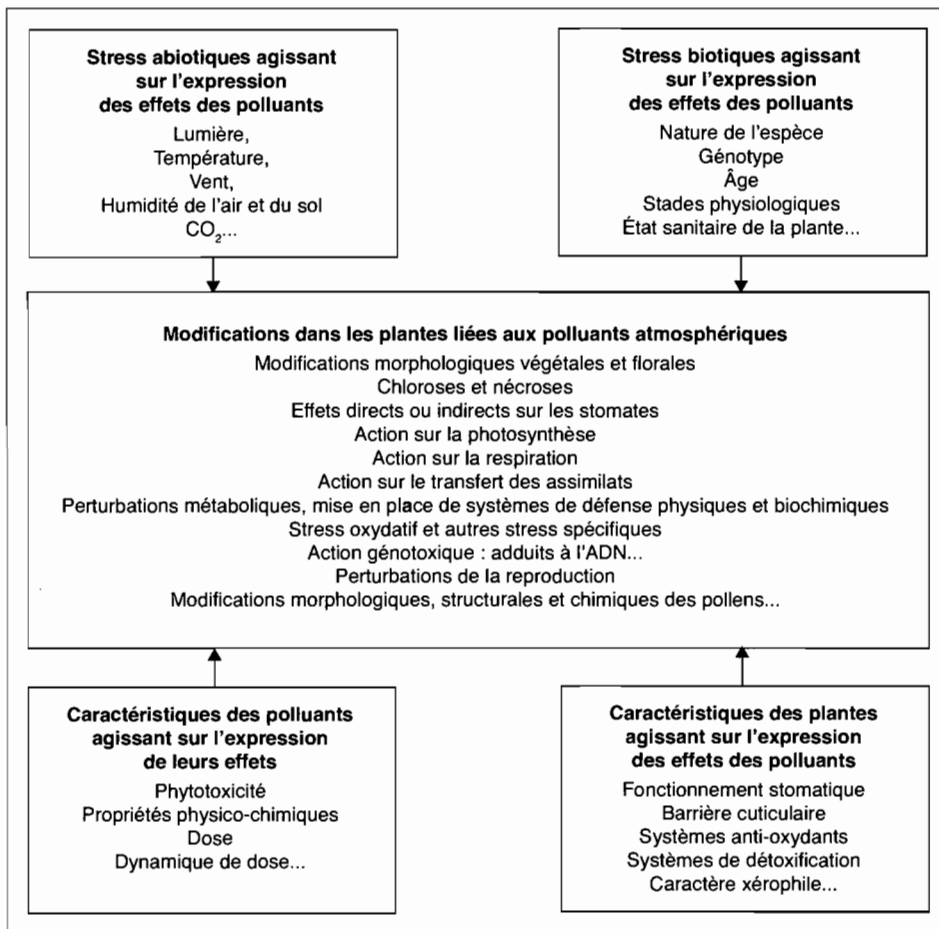 Stress abiotiques agissant
sur l'expression
des effets des polluants
Lumière,
Température,
Vent,
Humidité de l'air et du sol
CO₂...
Stress biotiques agissant
sur l'expression
des effets des polluants
Nature de l'espèce
Génotype
Âge
Stades physiologiques
État sanitaire de la plante...
Modifications dans les plantes liées aux polluants atmosphériques
Modifications morphologiques végétales et florales
Chloroses et nécroses
Effets directs ou indirects sur les stomates
Action sur la photosynthèse
Action sur la respiration
Action sur le transfert des assimilats
Perturbations métaboliques, mise en place de systèmes de défense physiques et biochimiques
Stress oxydatif et autres stress spécifiques
Action génotoxique : adduits à l'ADN...
Perturbations de la reproduction
Modifications morphologiques, structurales et chimiques des pollens...
Caractéristiques des polluants
agissant sur l'expression
de leurs effets
Phytotoxicité
Propriétés physico-chimiques
Dose
Dynamique de dose...
Caractéristiques des plantes
agissant sur l'expression
des effets des polluants
Fonctionnement stomatique
Barrière cuticulaire
Systèmes anti-oxydants
Systèmes de détoxification
Caractère xérophile...